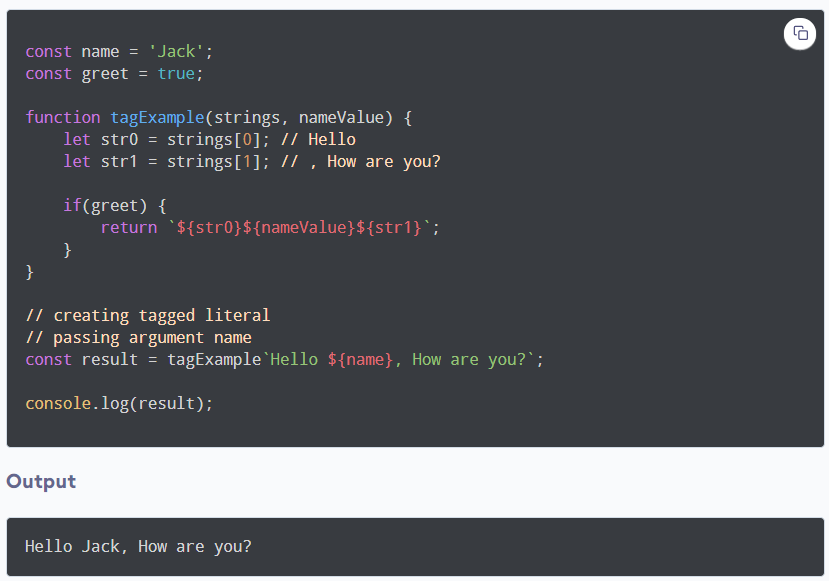 const name = 'Jack';
const greet = true;

function tagExample(strings, nameValue) {
    let str0 = strings[0]; // Hello
    let str1 = strings[1]; // , How are you?

    if(greet) {
        return `${str0}${nameValue}${str1}`;
    }
}

// creating tagged literal
// passing argument name
const result = tagExample`Hello ${name}, How are you?`;

console.log(result);

Output

Hello Jack, How are you?